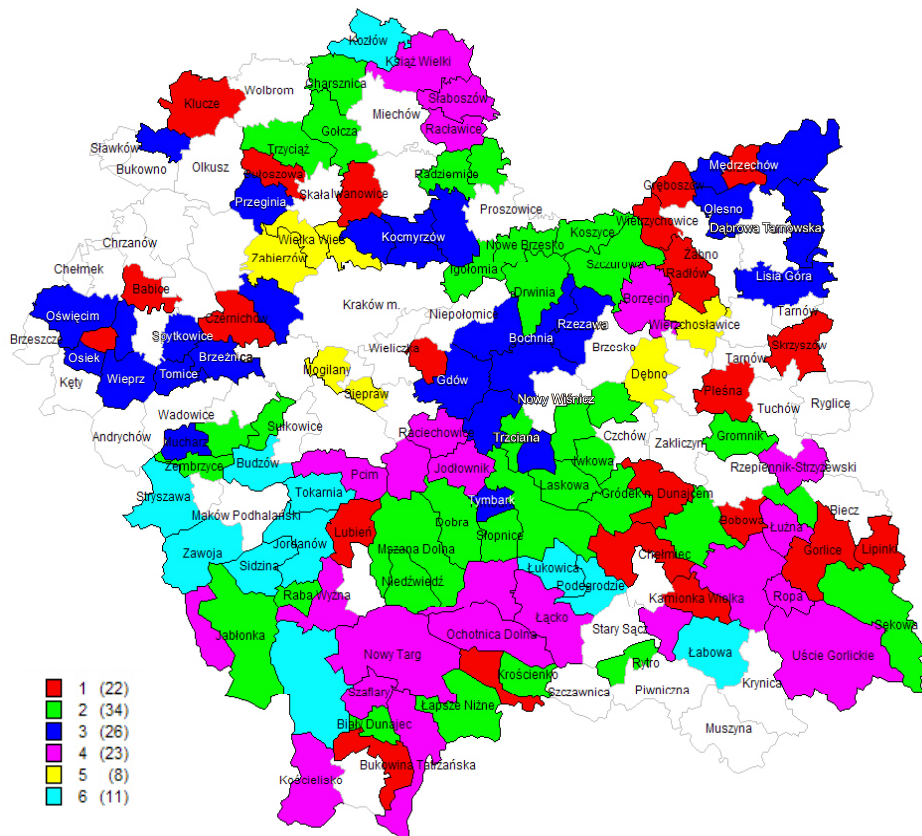 Kozłów
Książ Wielki
Wolbrom
Charsznica
Klucze
Słaboszów
Miechów
Racławice
Gołcza
Sławków
Trzyciąż
Bukowno
Olkusz
Mędrzechów
Radziemice
Skała
Iwanowice
Gręboszów
Przeginia
Olesno
Proszowice
Wietrzychowice
Dąbrowa Tarnowska
Koszyce
Wielka Wieś
Kocmyrzów
Nowe Brzesko
Chrzanów
Zabierzów
Żabno
Igołomia
Szczurowa
Chełmek
Radłów
Lisia Góra
Babice
Drwinia
Borzęcin
Kraków m.
Niepołomice
Oświęcim
Czernichów
Tarnów
Rzezawa
Wierzchosławice
Spytkowice
Bochnia
Brzeszcze
Brzesko
Skrzyszów
Wieliczka
Osiek
Brzeźnica
Tarnów
Gdów
Mogilany
Dębno
Tomice
Wieprz
Kęty
Pleśna
Siepraw
Nowy Wiśnicz
Ryglice
Tuchów
Wadowice
Raciechowice
Gromnik
Sułkowice
Andrychów
Trzciana
Czchów
Mucharz
Zakliczyn
Budzów
Iwkowa
Zembrzyce
Rzepiennik-Strzyżewski
Pcim
Jodłownik
Laskowa
Tokarnia
Gródek n. Dunajcem
Stryszawa
Tymbark
Maków Podhalański
Biecz
Bobowa
Lubień
Dobra
Łużna
Słopnice
Jordanów
Mszana Dolna
Chełmiec
Gorlice
Lipinki
Zawoja
Łukowica
Sidzina
Niedźwiedź
Podegrodzie
Raba Wyżna
Kamionka Wielka
Ropa
Łącko
Stary Sącz
Sękowa
Ochotnica Dolna
Jabłonka
Łabowa
Nowy Targ
Uście Gorlickie
Rytro
Krościenko
Krynica
1 (22)
Szaflary
Szczawnica
Piwniczna
2 (34)
Łapsze Niżne
3 (26)
Biały Dunajec
Muszyna
4 (23)
5 (8)
Bukowina Tatrzańska
6 (11)
Kościelisko